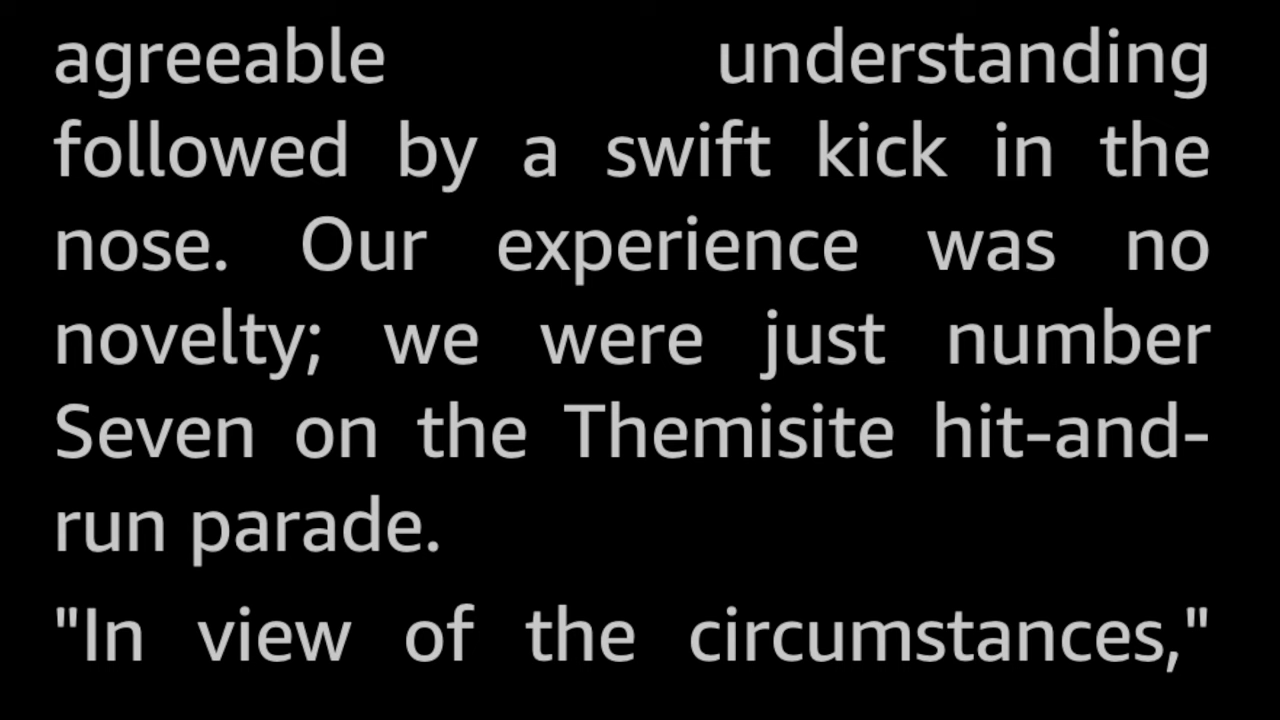 agreeable understanding
followed by a swift kick in the
nose. Our experience was no
novelty; we were just number
Seven on the Themisite hit-and-
run parade.
"In view of the circumstances,"